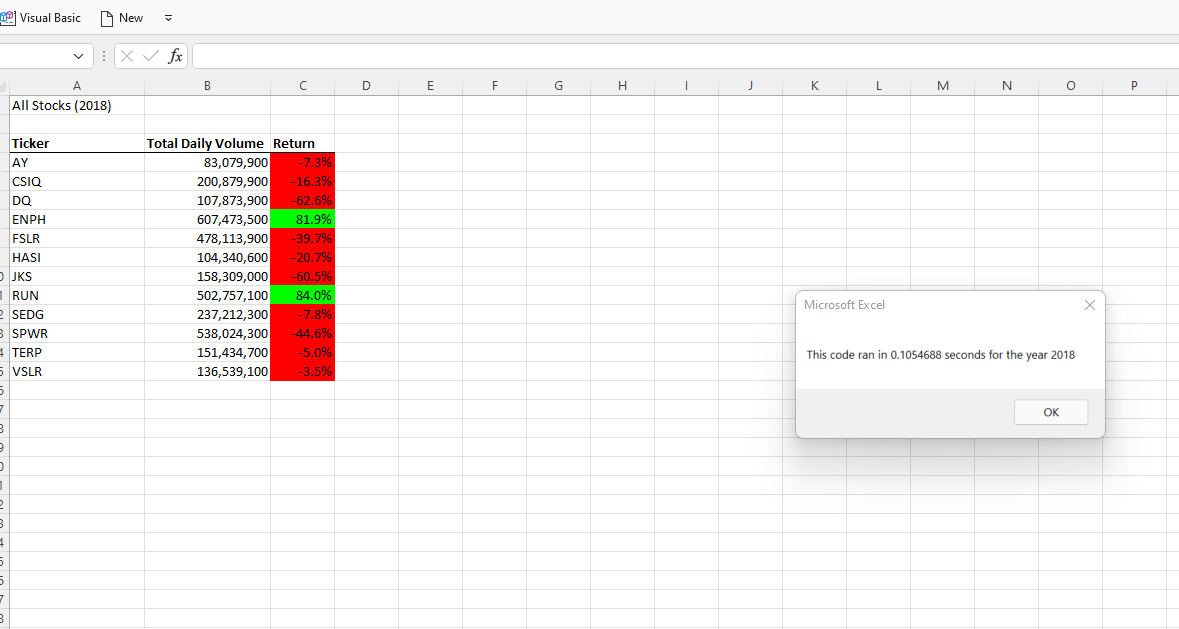 Visual Basic New
fx
A B C D E F G H I J K L M N O P
All Stocks (2018)
Ticker Total Daily Volume Return
AY 83,079,900 -7.3%
CSIQ 200,879,900 -16.3%
DQ 107,873,900 -62.6%
ENPH 607,473,500 81.9%
FSLR 478,113,900 -39.7%
HASI 104,340,600 -20.7%
JKS 158,309,000 -60.5%
RUN 502,757,100 84.0%
SEDG 237,212,300 -7.8%
SPWR 538,024,300 -44.6%
TERP 151,434,700 -5.0%
VSLR 136,539,100 -3.5%
Microsoft Excel
This code ran in 0.1054688 seconds for the year 2018
OK